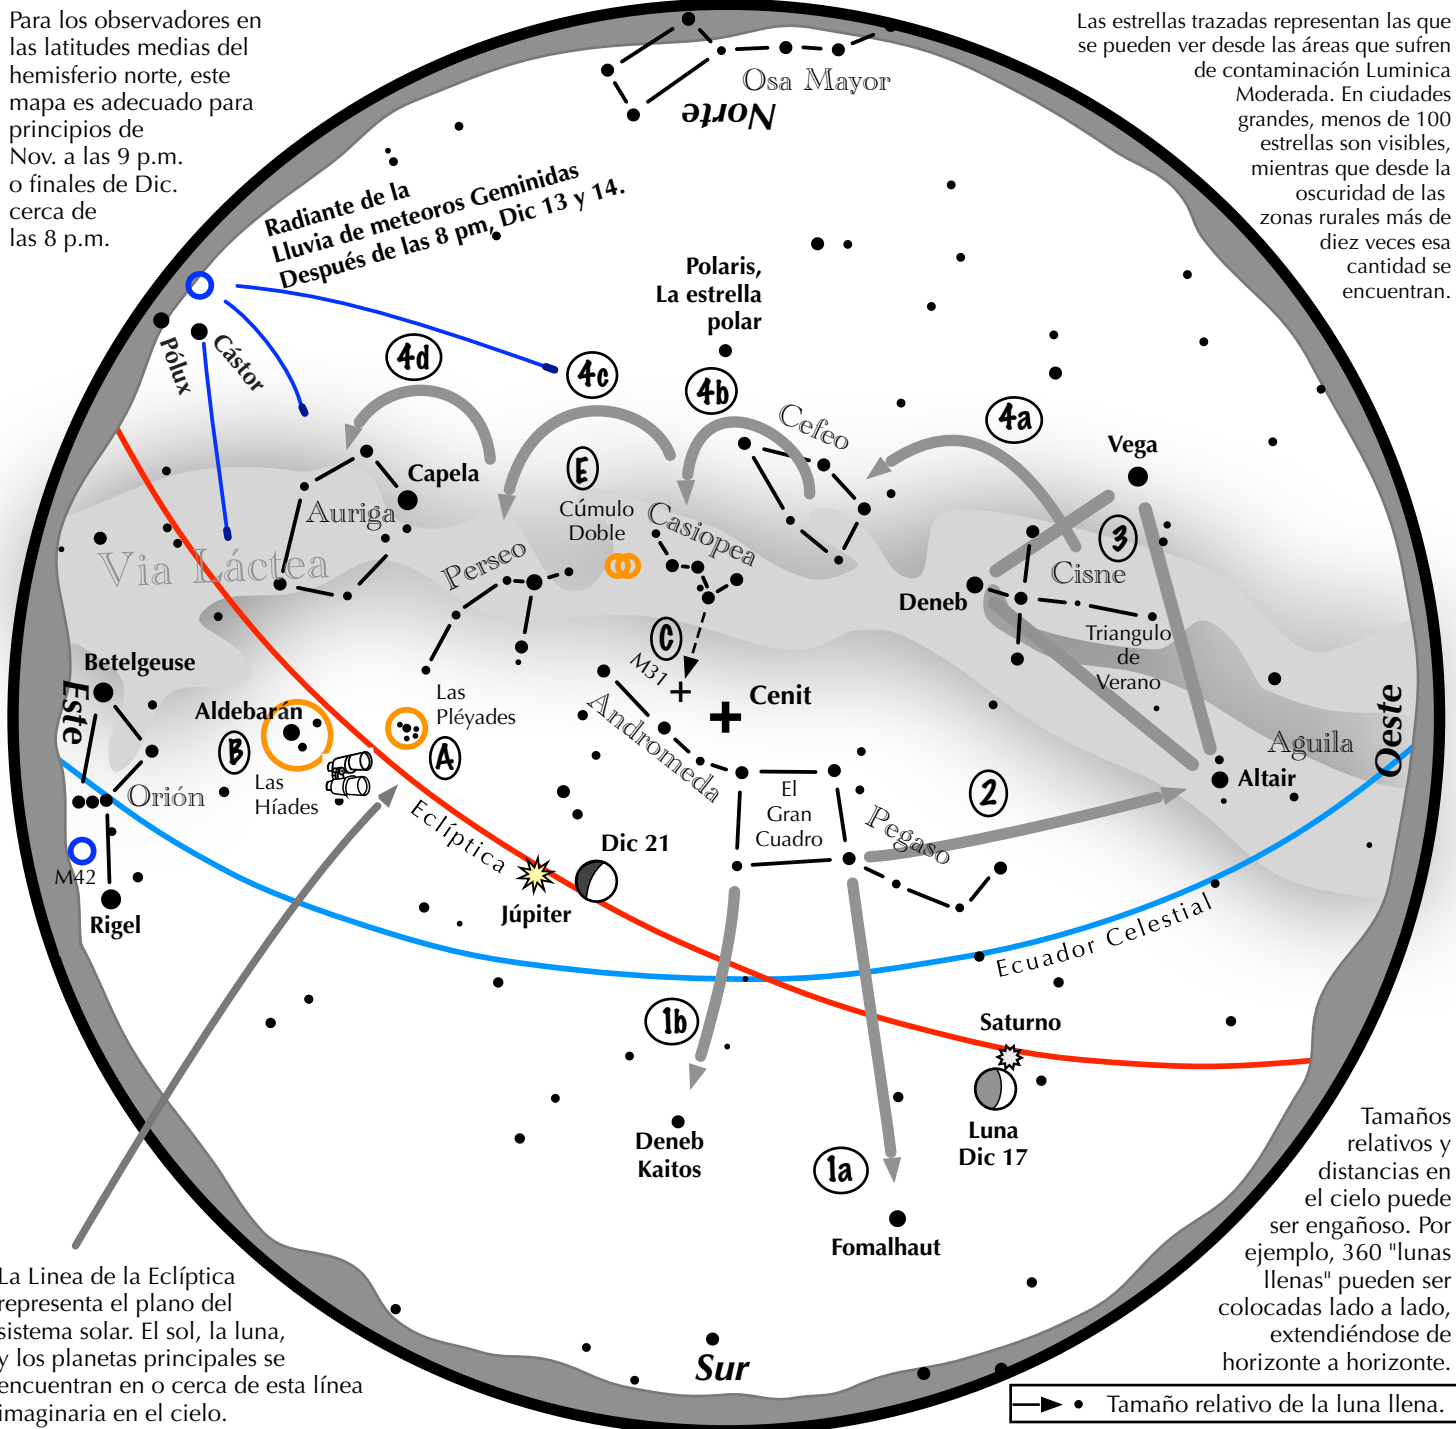 Para los observadores en
las latitudes medias del
hemisferio norte, este
mapa es adecuado para
principios de
Nov. a las 9 p.m.
o finales de Dic.
cerca de
las 8 p.m.
Las estrellas trazadas representan las que
se pueden ver desde las áreas que sufren
de contaminación Luminica
Moderada. En ciudades
grandes, menos de 100
estrellas son visibles,
mientras que desde la
oscuridad de las
zonas rurales más de
diez veces esa
cantidad se
encuentran.
Osa Mayor
Norte
Radiante de la
Lluvia de meteoros Geminidas
Después de las 8 pm, Dic 13 y 14.
Polaris,
La estrella
polar
Pólux
Cástor
4d
4c
4b
4a
Cefeo
Vega
Capela
Auriga
E
Cúmulo
Doble
Casiopea
3
Cisne
Via Láctea
Perseo
Deneb
Triangulo
de
Verano
C
M31
Cenit
Betelgeuse
Este
Aldebarán
B
Las
Híades
Las
Pléyades
A
Andromeda
Oeste
Aguila
Altair
Orión
El
Gran
Cuadro
2
Pegaso
Eclíptica
Dic 21
M42
Júpiter
Rigel
Ecuador Celestial
1b
Saturno
Luna
Dic 17
Deneb
Kaitos
1a
Fomalhaut
Sur
La Linea de la Eclíptica
representa el plano del
sistema solar. El sol, la luna,
y los planetas principales se
encuentran en o cerca de esta línea
imaginaria en el cielo.
Tamaños
relativos y
distancias en
el cielo puede
ser engañoso. Por
ejemplo, 360 "lunas
llenas" pueden ser
colocadas lado a lado,
extendiéndose de
horizonte a horizonte.
Tamaño relativo de la luna llena.